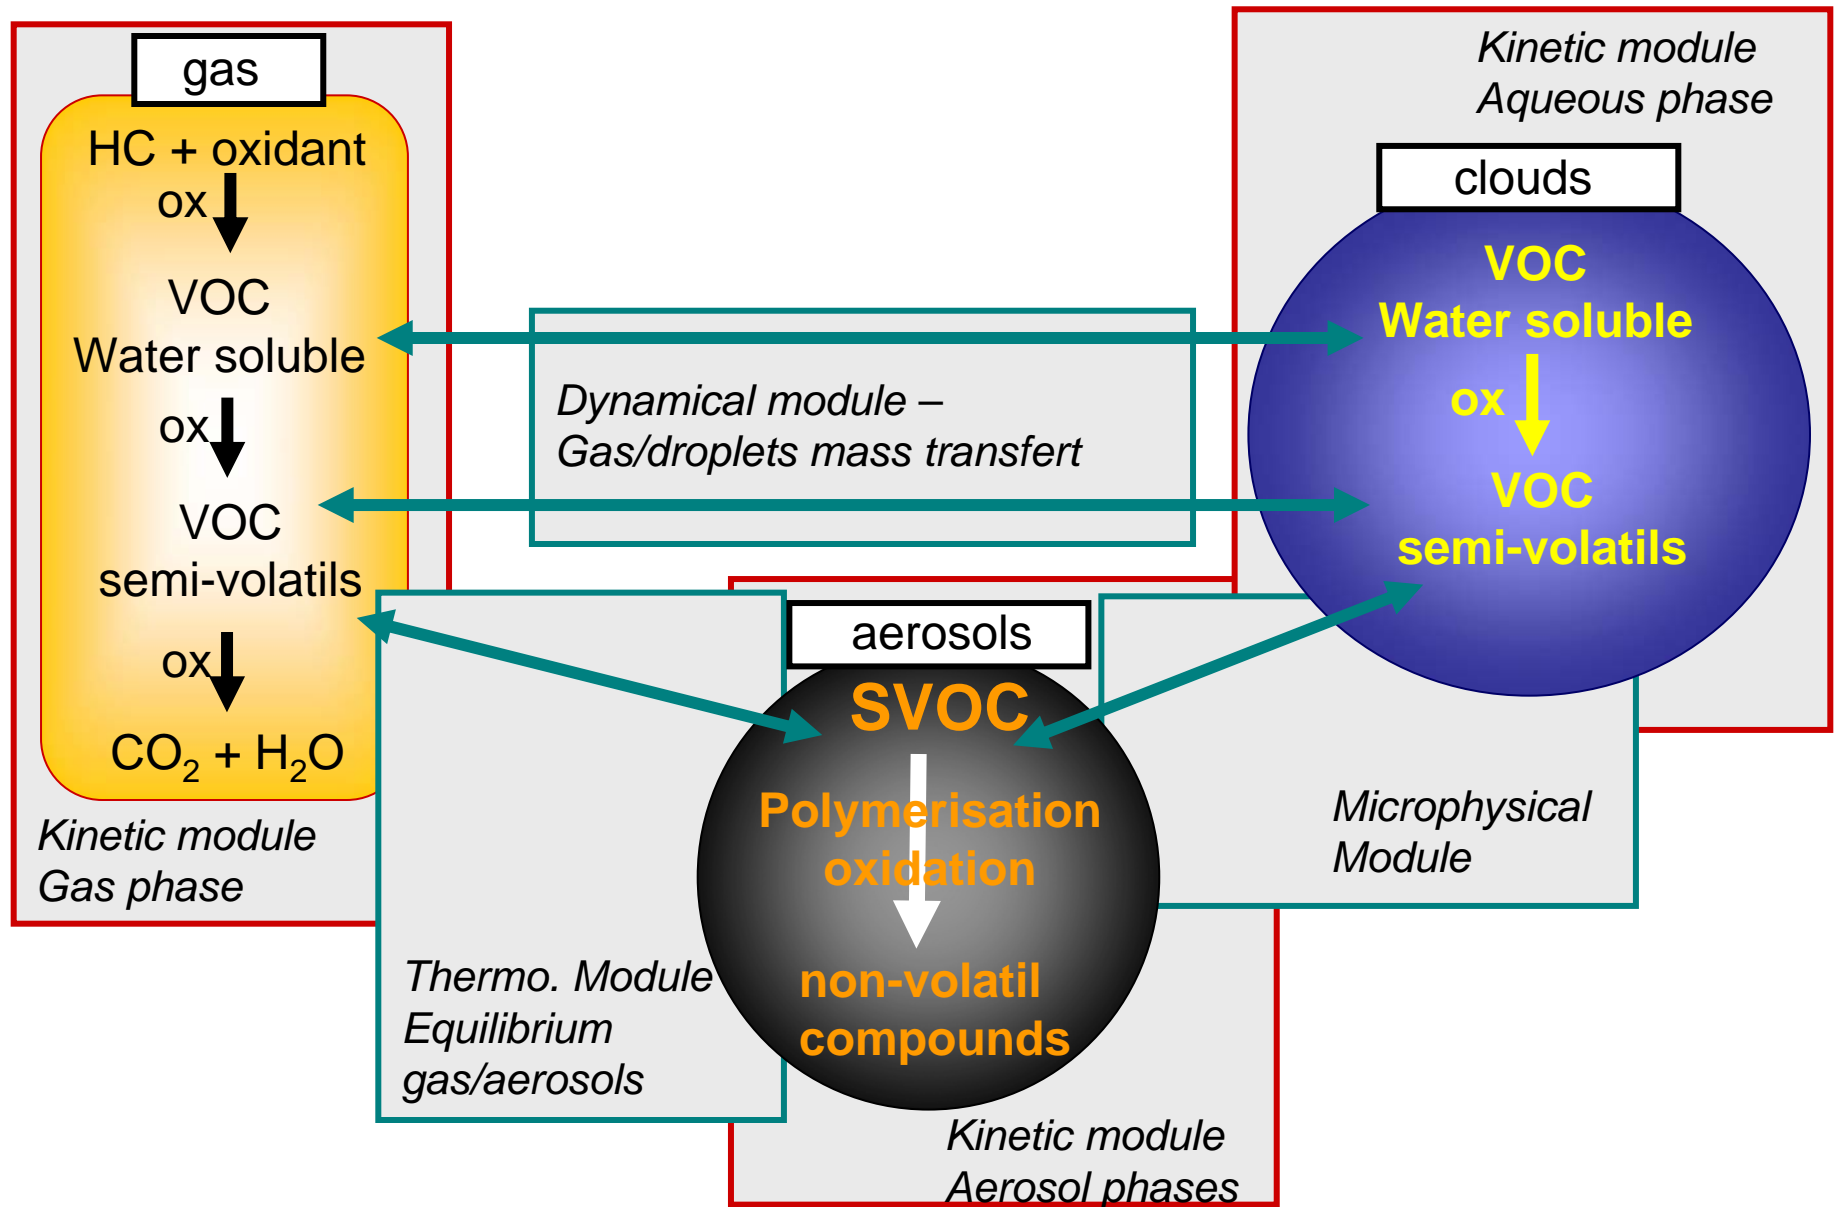 gas
HC + oxidant
ox
VOC
Water soluble
ox
VOC
semi-volatils
ox
CO₂ + H₂O
Kinetic module
Gas phase
Dynamical module –
Gas/droplets mass transfert
Kinetic module
Aqueous phase
clouds
VOC
Water soluble
ox
VOC
semi-volatils
aerosols
SVOC
Polymerisation
oxidation
non-volatil
compounds
Thermo. Module
Equilibrium
gas/aerosols
Microphysical
Module
Kinetic module
Aerosol phases